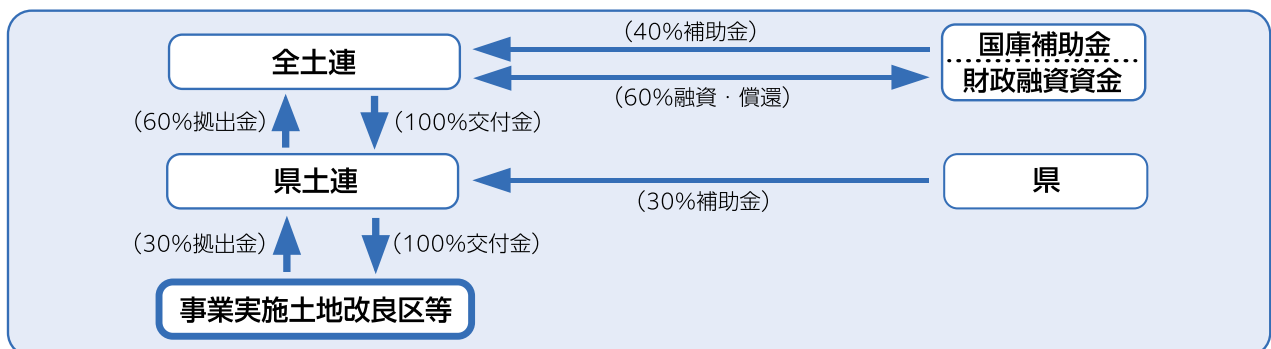 （40％補助金）
全土連
国庫補助金
財政融資資金
（60％融資・償還）
（60％拠出金）
（100％交付金）
県土連
県
（30％補助金）
（30％拠出金）
（100％交付金）
事業実施土地改良区等